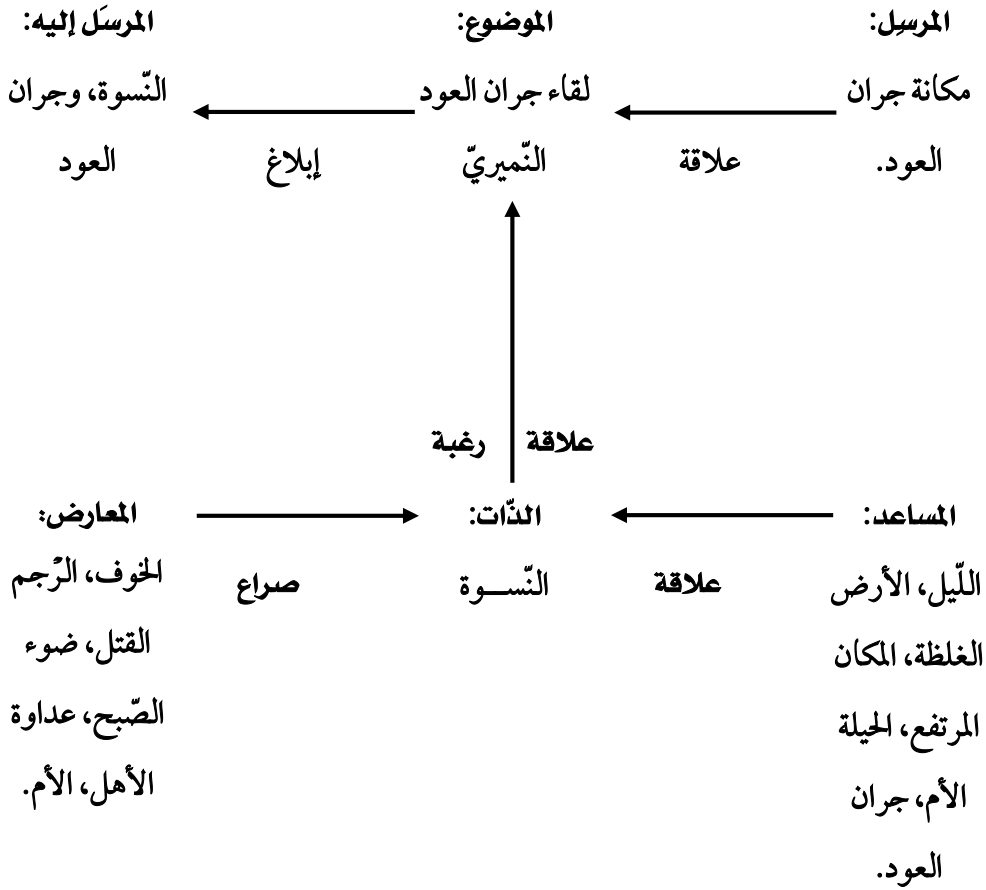 المرسِل:
مكانة جران
العود.
علاقة
الموضوع:
لقاء جران العود
النّميريّ
إبلاغ
المرسَل إليه:
النّسوة، وجران
العود
علاقة
رغبة
المساعد:
اللّيل، الأرض
الغلظة، المكان
المرتفع، الحيلة
الأم، جران
العود.
علاقة
الذّات:
النّســوة
صراع
المعارض:
الخوف، الرّجم
القتل، ضوء
الصّبح، عداوة
الأهل، الأم.